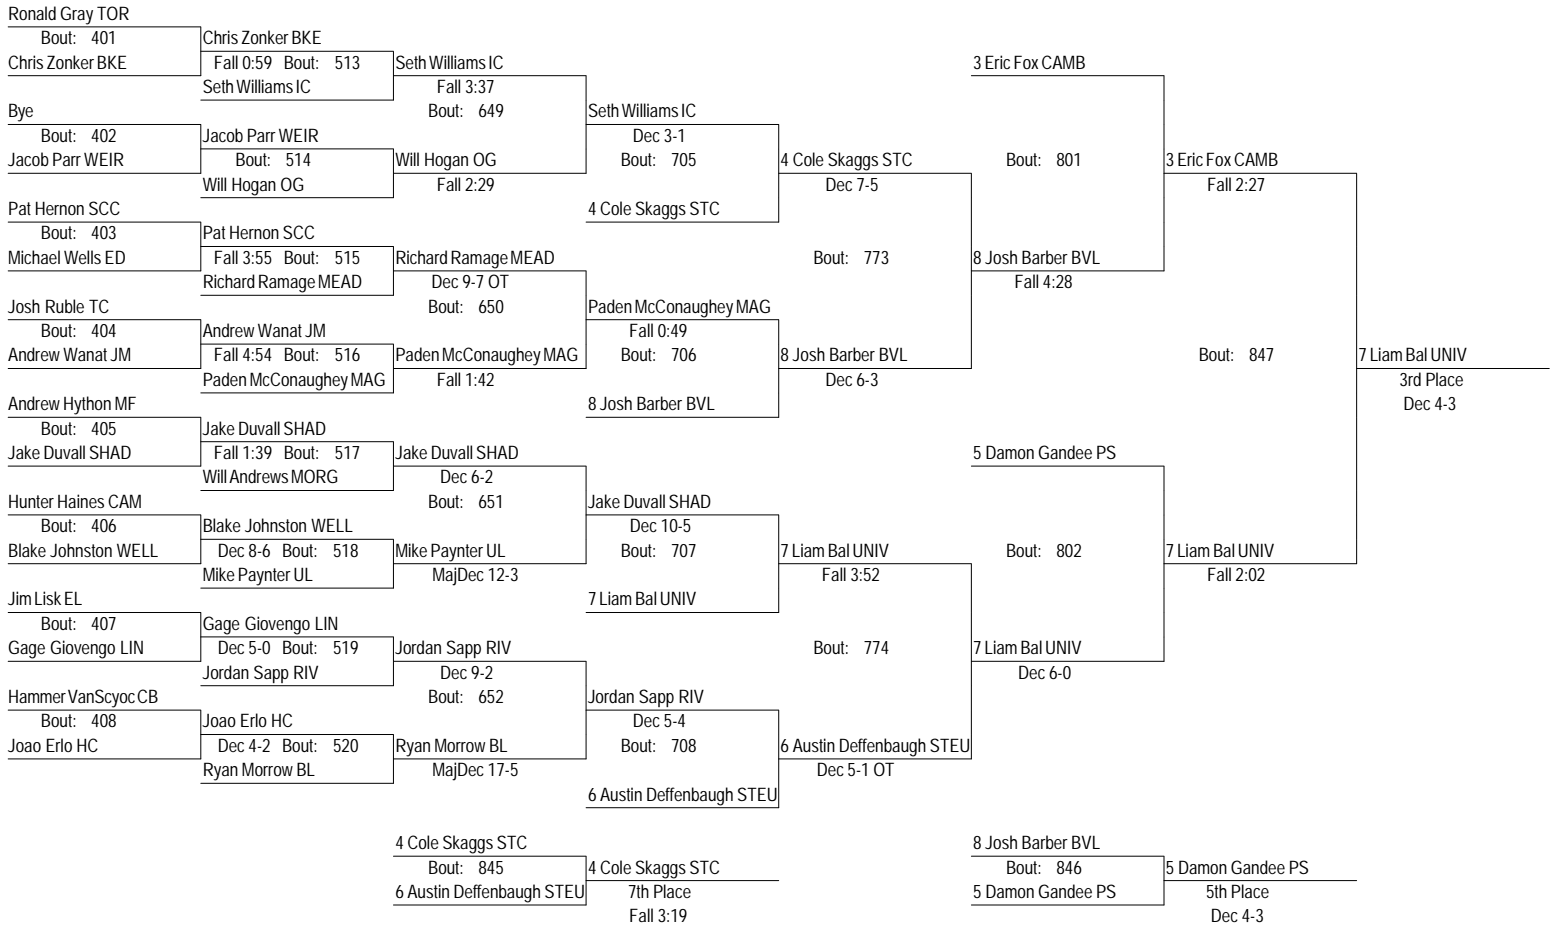 Ronald Gray TOR
Bout: 401
Chris Zonker BKE
Chris Zonker BKE
Fall 0:59 Bout: 513
Seth Williams IC
Seth Williams IC
Fall 3:37
Bout: 649
3 Eric Fox CAMB
Bye
Bout: 402
Jacob Parr WEIR
Jacob Parr WEIR
Bout: 514
Will Hogan OG
Will Hogan OG
Fall 2:29
Seth Williams IC
Dec 3-1
Bout: 705
4 Cole Skaggs STC
4 Cole Skaggs STC
Dec 7-5
Bout: 801
3 Eric Fox CAMB
Fall 2:27
Pat Hernon SCC
Bout: 403
Michael Wells ED
Pat Hernon SCC
Fall 3:55 Bout: 515
Richard Ramage MEAD
Richard Ramage MEAD
Dec 9-7 OT
Bout: 650
Bout: 773
8 Josh Barber BVL
Fall 4:28
Josh Ruble TC
Bout: 404
Andrew Wanat JM
Andrew Wanat JM
Fall 4:54 Bout: 516
Paden McConaughey MAG
Paden McConaughey MAG
Fall 1:42
Paden McConaughey MAG
Fall 0:49
Bout: 706
8 Josh Barber BVL
8 Josh Barber BVL
Dec 6-3
Bout: 847
7 Liam Bal UNIV
3rd Place
Dec 4-3
Andrew Hython MF
Bout: 405
Jake Duvall SHAD
Jake Duvall SHAD
Fall 1:39 Bout: 517
Will Andrews MORG
Jake Duvall SHAD
Dec 6-2
Bout: 651
5 Damon Gandee PS
Hunter Haines CAM
Bout: 406
Blake Johnston WELL
Blake Johnston WELL
Dec 8-6 Bout: 518
Mike Paynter UL
Mike Paynter UL
MajDec 12-3
Jake Duvall SHAD
Dec 10-5
Bout: 707
7 Liam Bal UNIV
7 Liam Bal UNIV
Fall 3:52
Bout: 802
7 Liam Bal UNIV
Fall 2:02
Jim Lisk EL
Bout: 407
Gage Giovengo LIN
Gage Giovengo LIN
Dec 5-0 Bout: 519
Jordan Sapp RIV
Jordan Sapp RIV
Dec 9-2
Bout: 652
Bout: 774
7 Liam Bal UNIV
Dec 6-0
Hammer VanScyoc CB
Bout: 408
Joao Erlo HC
Joao Erlo HC
Dec 4-2 Bout: 520
Ryan Morrow BL
Ryan Morrow BL
MajDec 17-5
Jordan Sapp RIV
Dec 5-4
Bout: 708
6 Austin Deffenbaugh STEU
6 Austin Deffenbaugh STEU
Dec 5-1 OT
4 Cole Skaggs STC
Bout: 845
6 Austin Deffenbaugh STEU
4 Cole Skaggs STC
7th Place
Fall 3:19
8 Josh Barber BVL
Bout: 846
5 Damon Gandee PS
5 Damon Gandee PS
5th Place
Dec 4-3